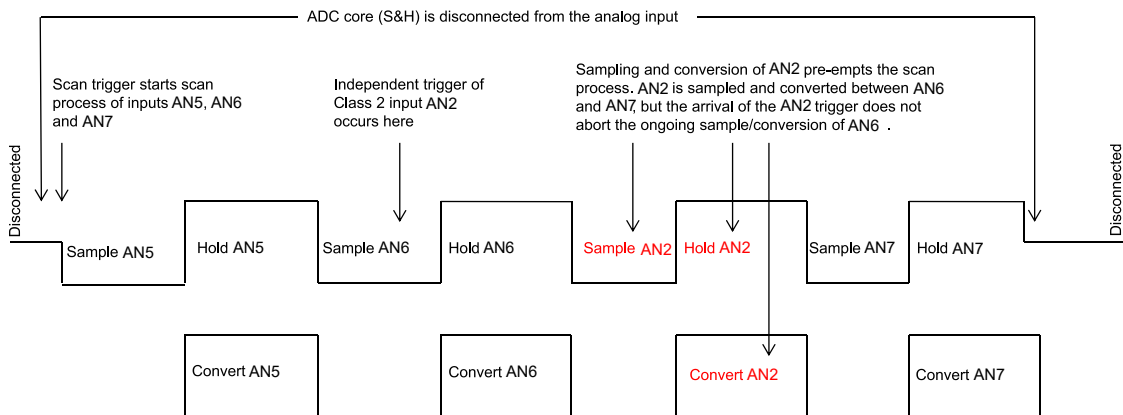 ADC core (S&H) is disconnected from the analog input
Scan trigger starts scan
process of inputs AN5, AN6
and AN7
Independent trigger of
Class 2 input AN2
occurs here
Sampling and conversion of AN2 pre-empts the scan
process. AN2 is sampled and converted between AN6
and AN7, but the arrival of the AN2 trigger does not
abort the ongoing sample/conversion of AN6 .
Disconnected
Sample AN5
Hold AN5
Sample AN6
Hold AN6
Sample AN2
Hold AN2
Sample AN7
Hold AN7
Disconnected
Convert AN5
Convert AN6
Convert AN2
Convert AN7